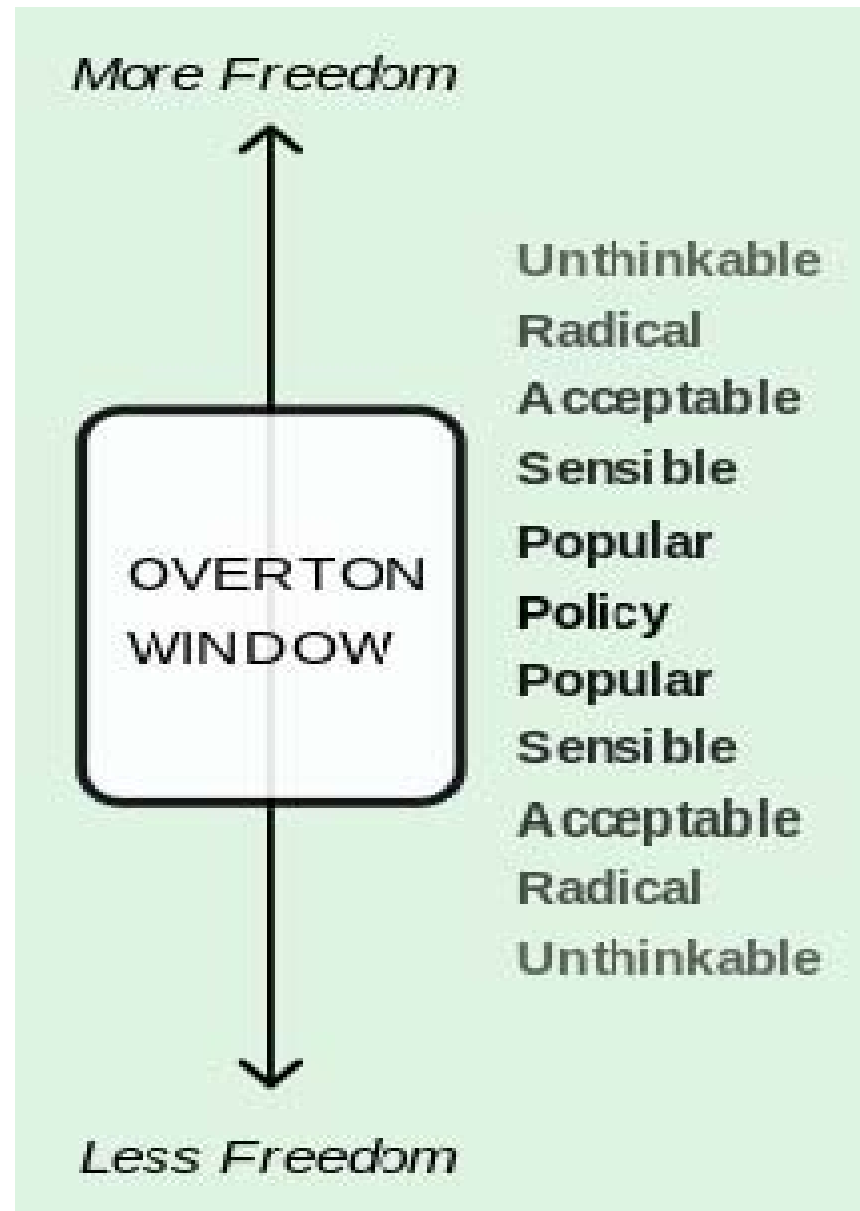 More Freedom
Unthinkable
Radical
Acceptable
Sensible
Popular
Policy
Popular
Sensible
Acceptable
Radical
Unthinkable
OVERTON
WINDOW
Less Freedom